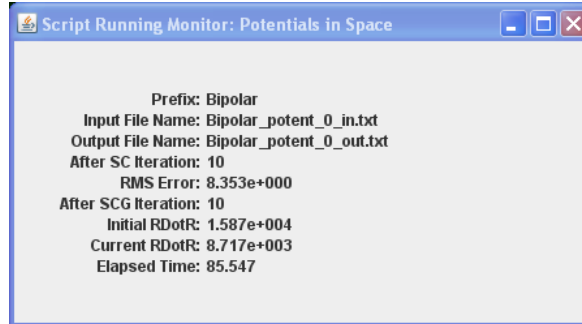 Script Running Monitor: Potentials in Space
Prefix: Bipolar
Input File Name: Bipolar_potent_0_in.txt
Output File Name: Bipolar_potent_0_out.txt
After SC Iteration: 10
RMS Error: 8.353e+000
After SCG Iteration: 10
Initial RDotR: 1.587e+004
Current RDotR: 8.717e+003
Elapsed Time: 85.547